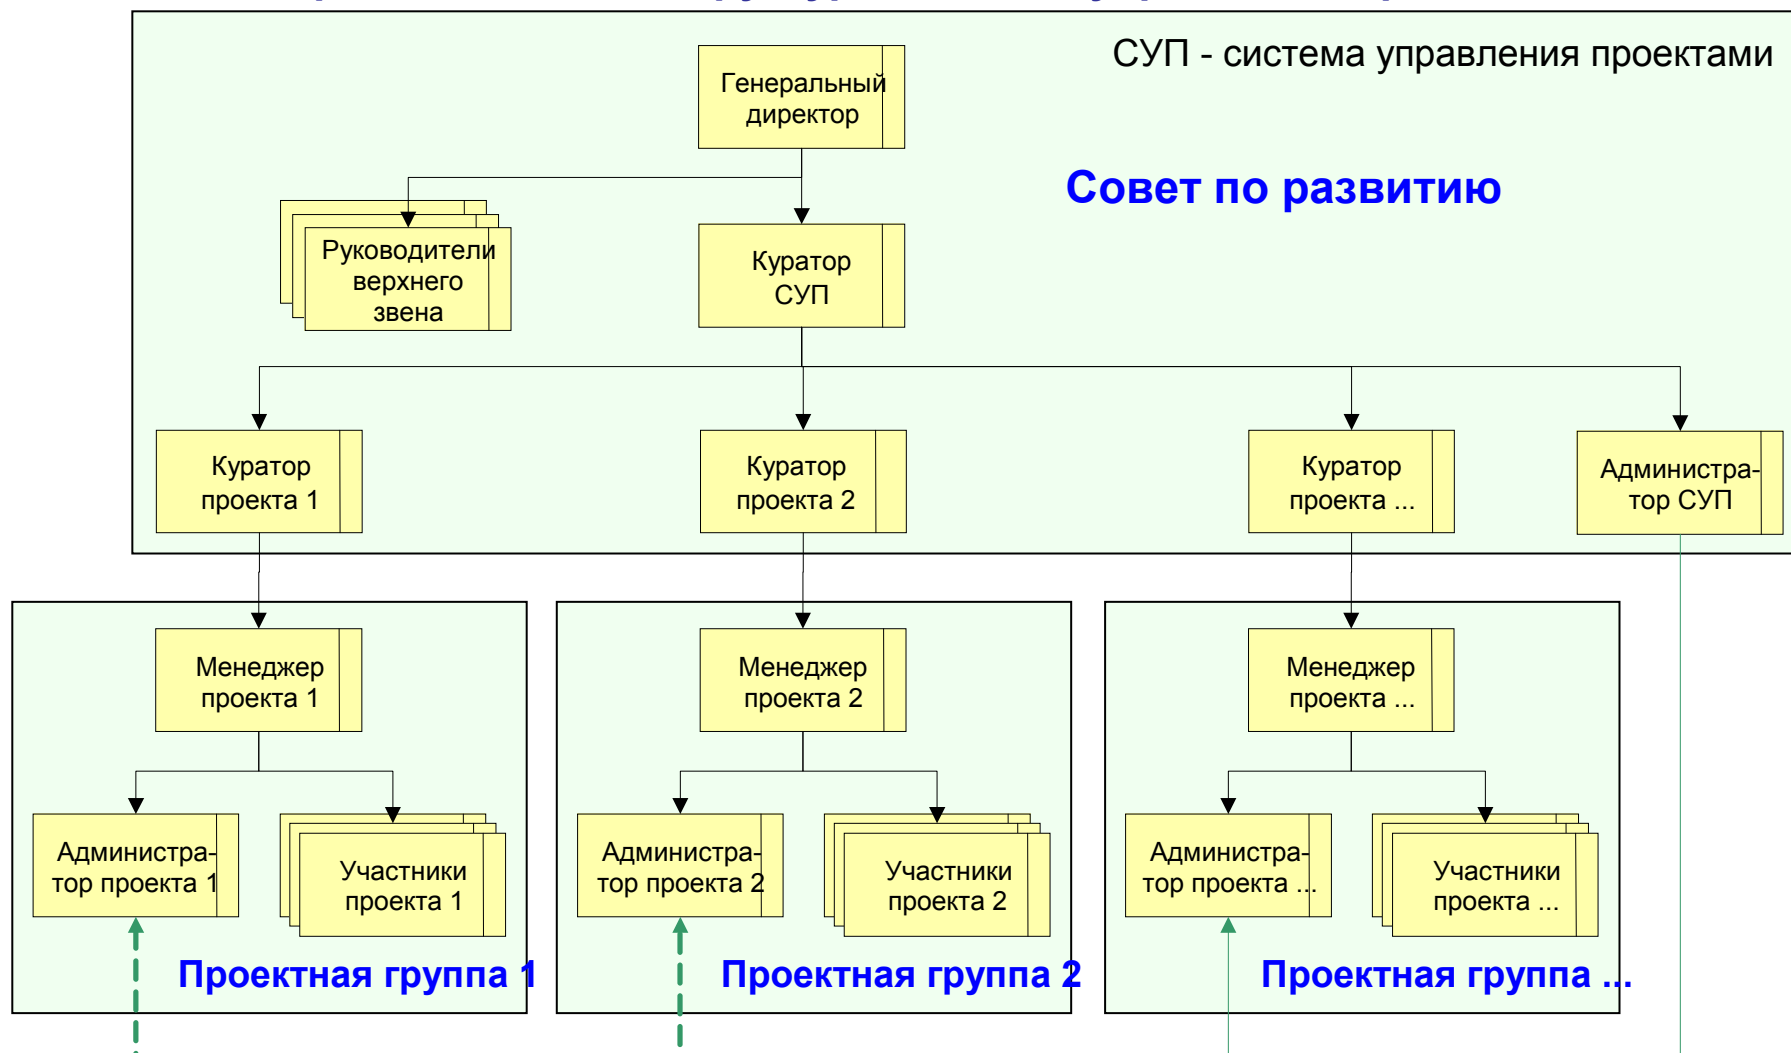 СУП - система управления проектами
Генеральный
директор
Совет по развитию
Руководители
верхнего
звена
Куратор
СУП
Куратор
проекта 1
Куратор
проекта 2
Куратор
проекта ...
Администра-
тор СУП
Менеджер
проекта 1
Менеджер
проекта 2
Менеджер
проекта ...
Администра-
тор проекта 1
Участники
проекта 1
Администра-
тор проекта 2
Участники
проекта 2
Администра-
тор проекта ...
Участники
проекта ...
Проектная группа 1
Проектная группа 2
Проектная группа ...